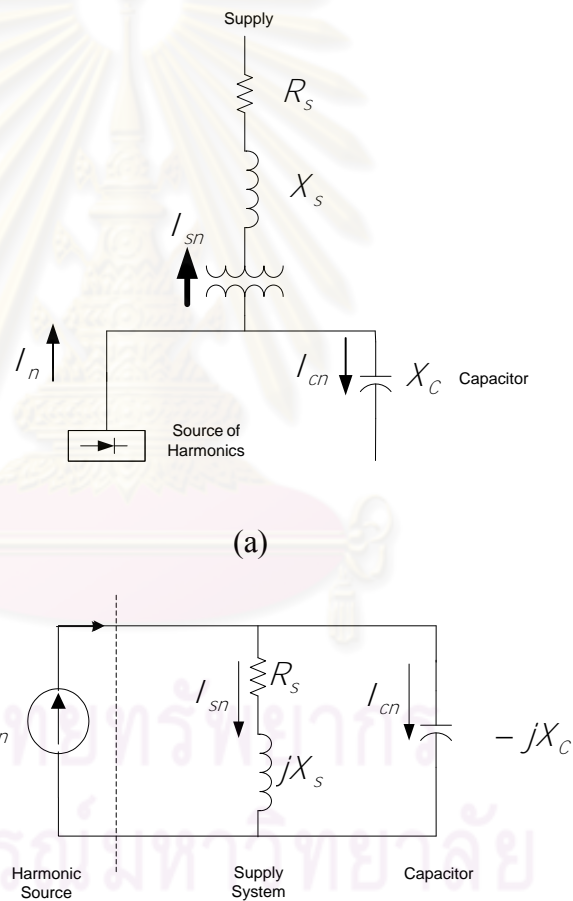 Supply
R_s
X_s
I_sn
I_n
I_cn
X_C Capacitor
Source of
Harmonics
(a)
R_s
I_sn
I_cn
n
jX_s
- jX_C
Harmonic
Source
Supply
System
Capacitor